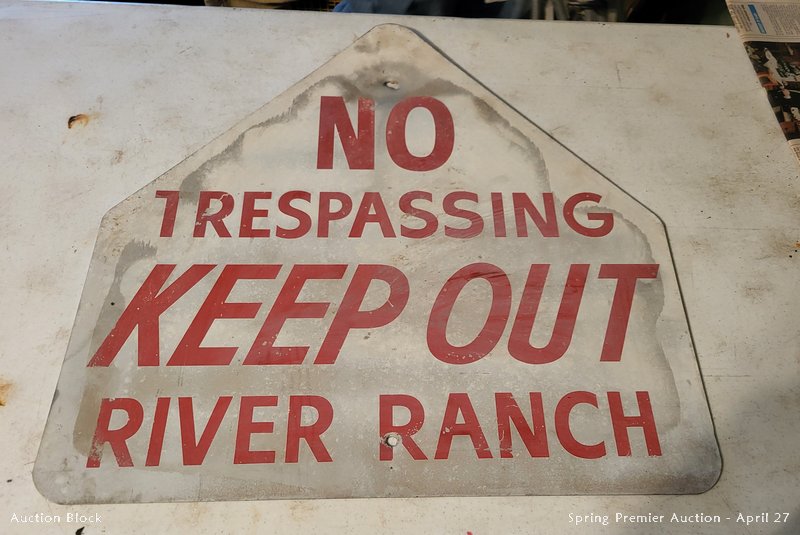 NO
TRESPASSING
KEEP OUT
RIVER RANCH
Auction Block
Spring Premier Auction - April 27